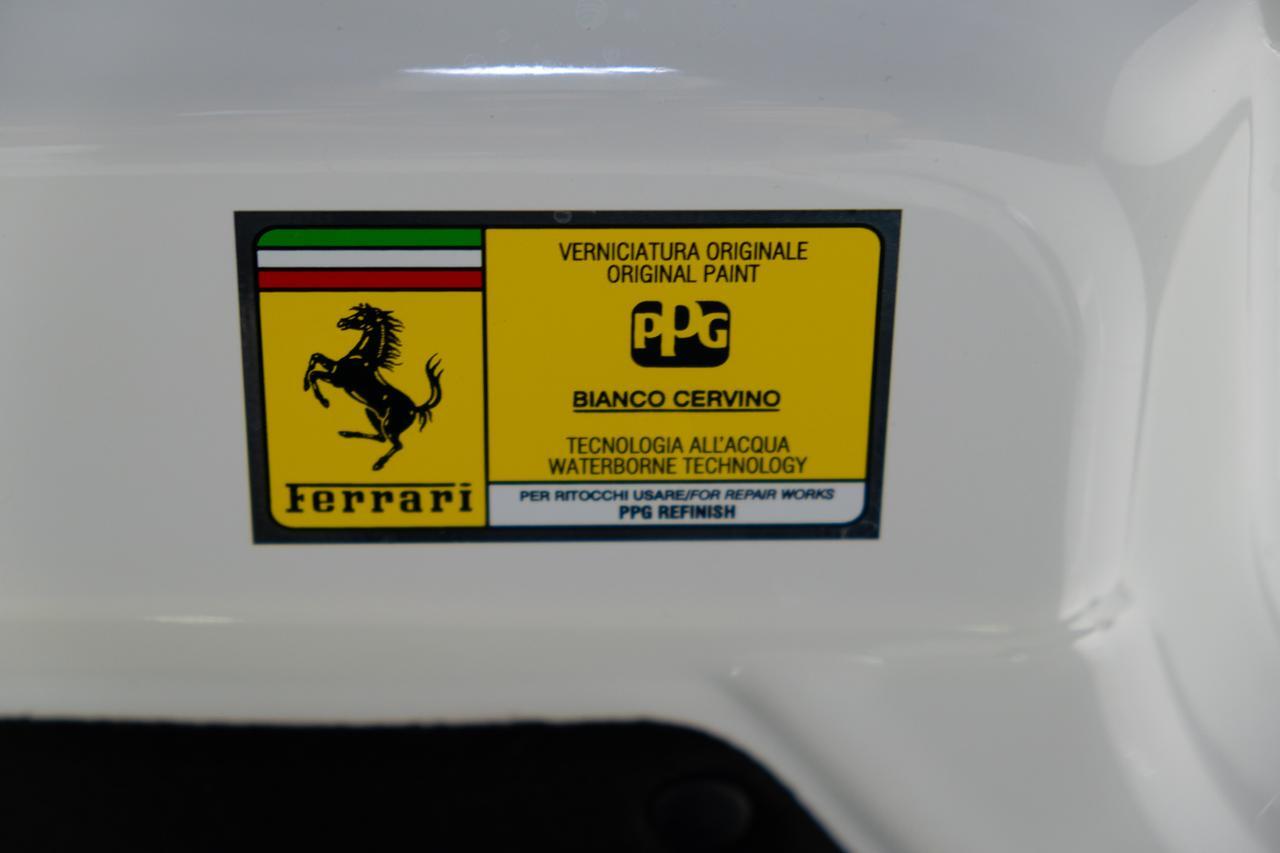 VERNICIATURA ORIGINALE
ORIGINAL PAINT
PPG
BIANCO CERVINO
TECNOLOGIA ALL'ACQUA
WATERBORNE TECHNOLOGY
Ferrari
PER RITOCCHI USARE/FOR REPAIR WORKS
PPG REFINISH